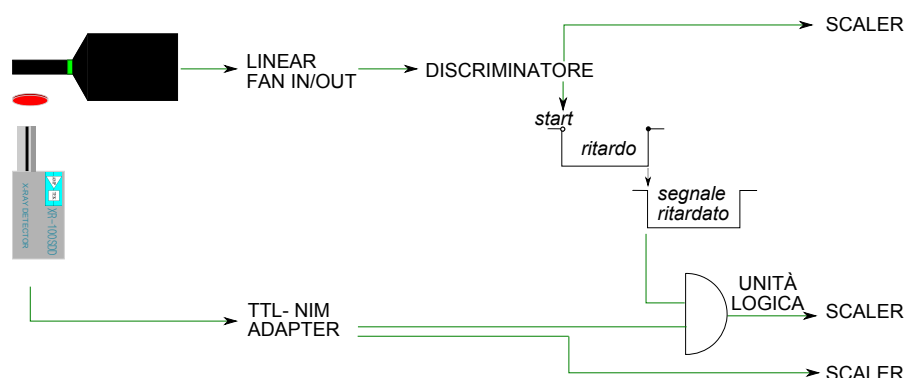 SCALER
LINEAR
FAN IN/OUT
DISCRIMINATORE
start
ritardo
X-RAY DETECTOR
XR-100SDD
segnale
ritardato
UNITÀ
LOGICA
SCALER
TTL- NIM
ADAPTER
SCALER